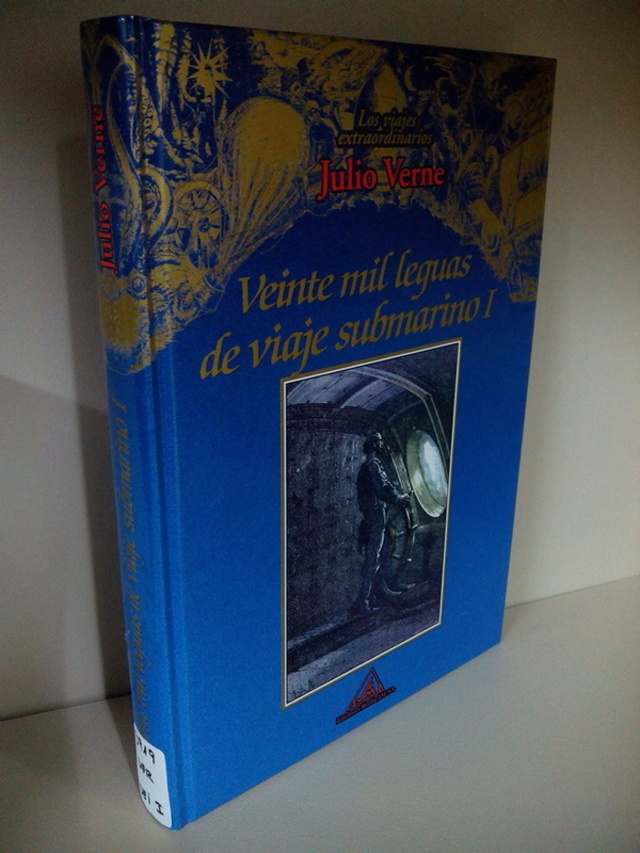 Los viajes
extraordinarios
Julio Verne
Veinte mil leguas
de viaje submarino I
Julio Verne
Veinte mil leguas de viaje submarino I